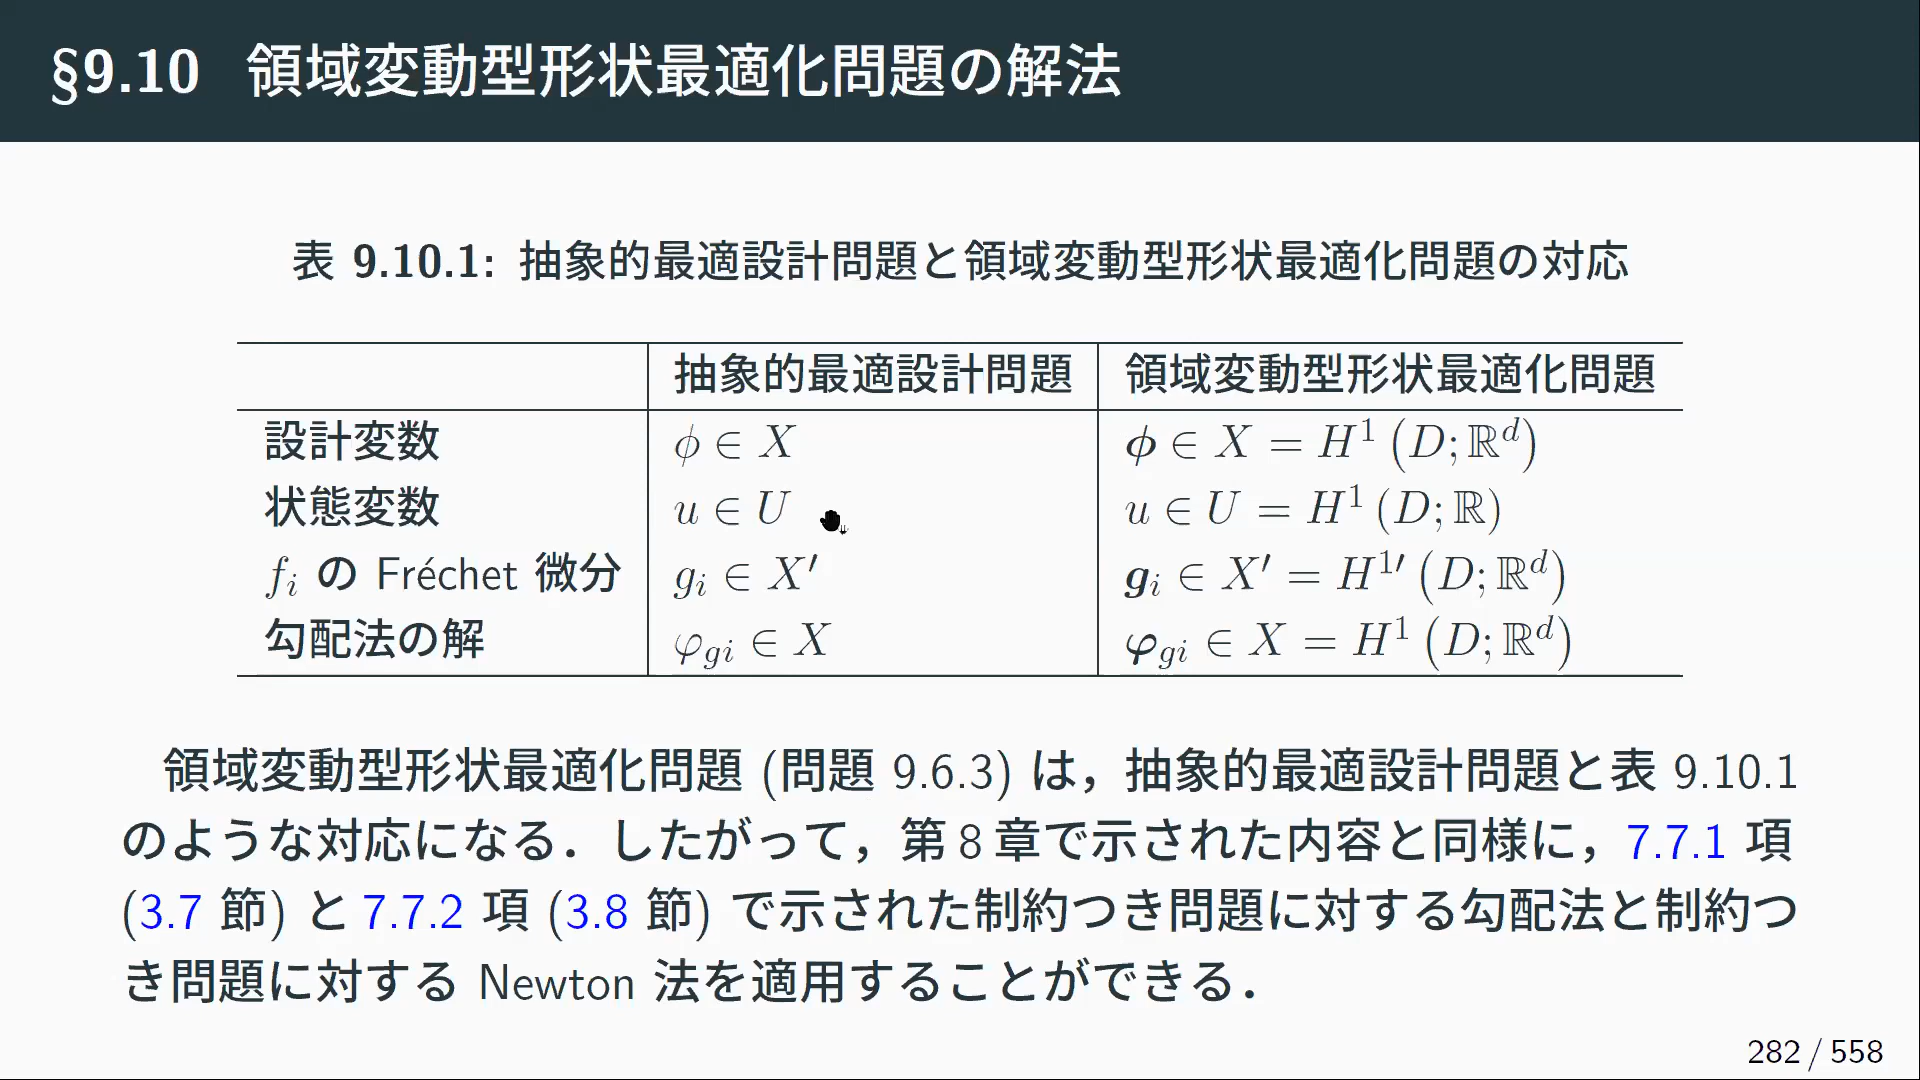 §9.10 領域変動型形状最適化問題の解法
表 9.10.1: 抽象的最適設計問題と領域変動型形状最適化問題の対応
抽象的最適設計問題 領域変動型形状最適化問題
設計変数 ϕ ∈ X ϕ ∈ X = H¹ (D; ℝᵈ)
状態変数 u ∈ U u ∈ U = H¹ (D; ℝ)
fᵢ の Fréchet 微分 gᵢ ∈ X′ gᵢ ∈ X′ = H¹′ (D; ℝᵈ)
勾配法の解 φ_gi ∈ X φ_gi ∈ X = H¹ (D; ℝᵈ)
領域変動型形状最適化問題 (問題 9.6.3) は，抽象的最適設計問題と表 9.10.1
のような対応になる．したがって，第 8 章で示された内容と同様に，7.7.1 項
(3.7 節) と 7.7.2 項 (3.8 節) で示された制約つき問題に対する勾配法と制約つ
き問題に対する Newton 法を適用することができる．
282 / 558